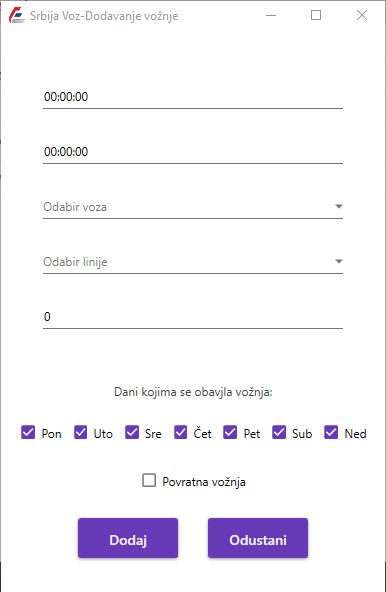 Srbija Voz-Dodavanje vožnje
00:00:00
00:00:00
Odabir voza
Odabir linije
0
Dani kojima se obavjla vožnja:
Pon Uto Sre Čet Pet Sub Ned
Povratna vožnja
Dodaj Odustani